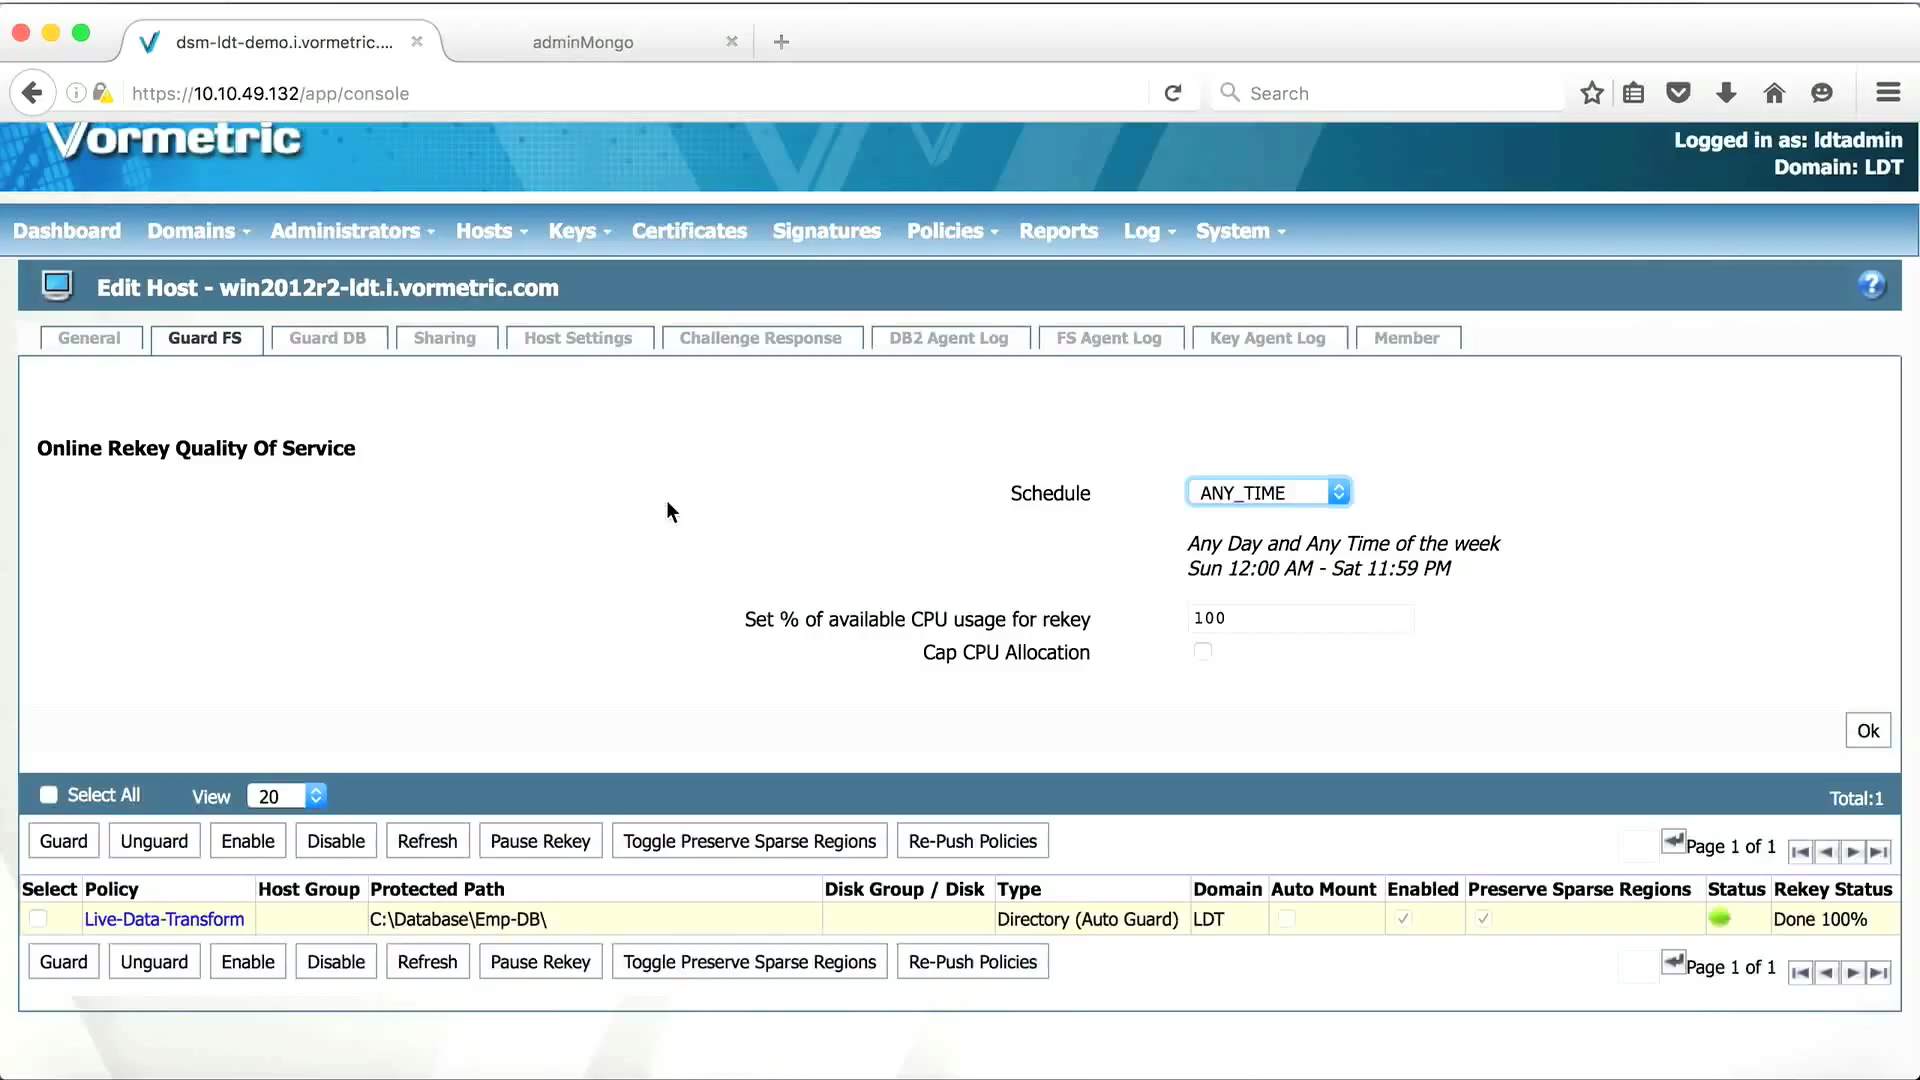 dsm-ldt-demo.i.vormetric....
adminMongo
https://10.10.49.132/app/console
Search
Vormetric
Logged in as: ldtadmin
Domain: LDT
Dashboard Domains Administrators Hosts Keys Certificates Signatures Policies Reports Log System
Edit Host - win2012r2-ldt.i.vormetric.com
?
General Guard FS Guard DB Sharing Host Settings Challenge Response DB2 Agent Log FS Agent Log Key Agent Log Member
Online Rekey Quality Of Service
Schedule ANY_TIME
Any Day and Any Time of the week
Sun 12:00 AM - Sat 11:59 PM
Set % of available CPU usage for rekey 100
Cap CPU Allocation
Ok
Select All View 20 Total:1
Guard Unguard Enable Disable Refresh Pause Rekey Toggle Preserve Sparse Regions Re-Push Policies Page 1 of 1
Select Policy Host Group Protected Path Disk Group / Disk Type Domain Auto Mount Enabled Preserve Sparse Regions Status Rekey Status
Live-Data-Transform C:\Database\Emp-DB\ Directory (Auto Guard) LDT Done 100%
Guard Unguard Enable Disable Refresh Pause Rekey Toggle Preserve Sparse Regions Re-Push Policies Page 1 of 1